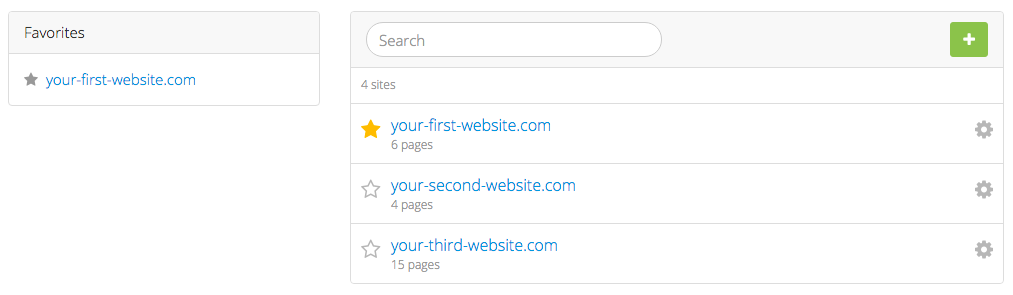 Favorites
your-first-website.com
Search
4 sites
your-first-website.com
6 pages
your-second-website.com
4 pages
your-third-website.com
15 pages